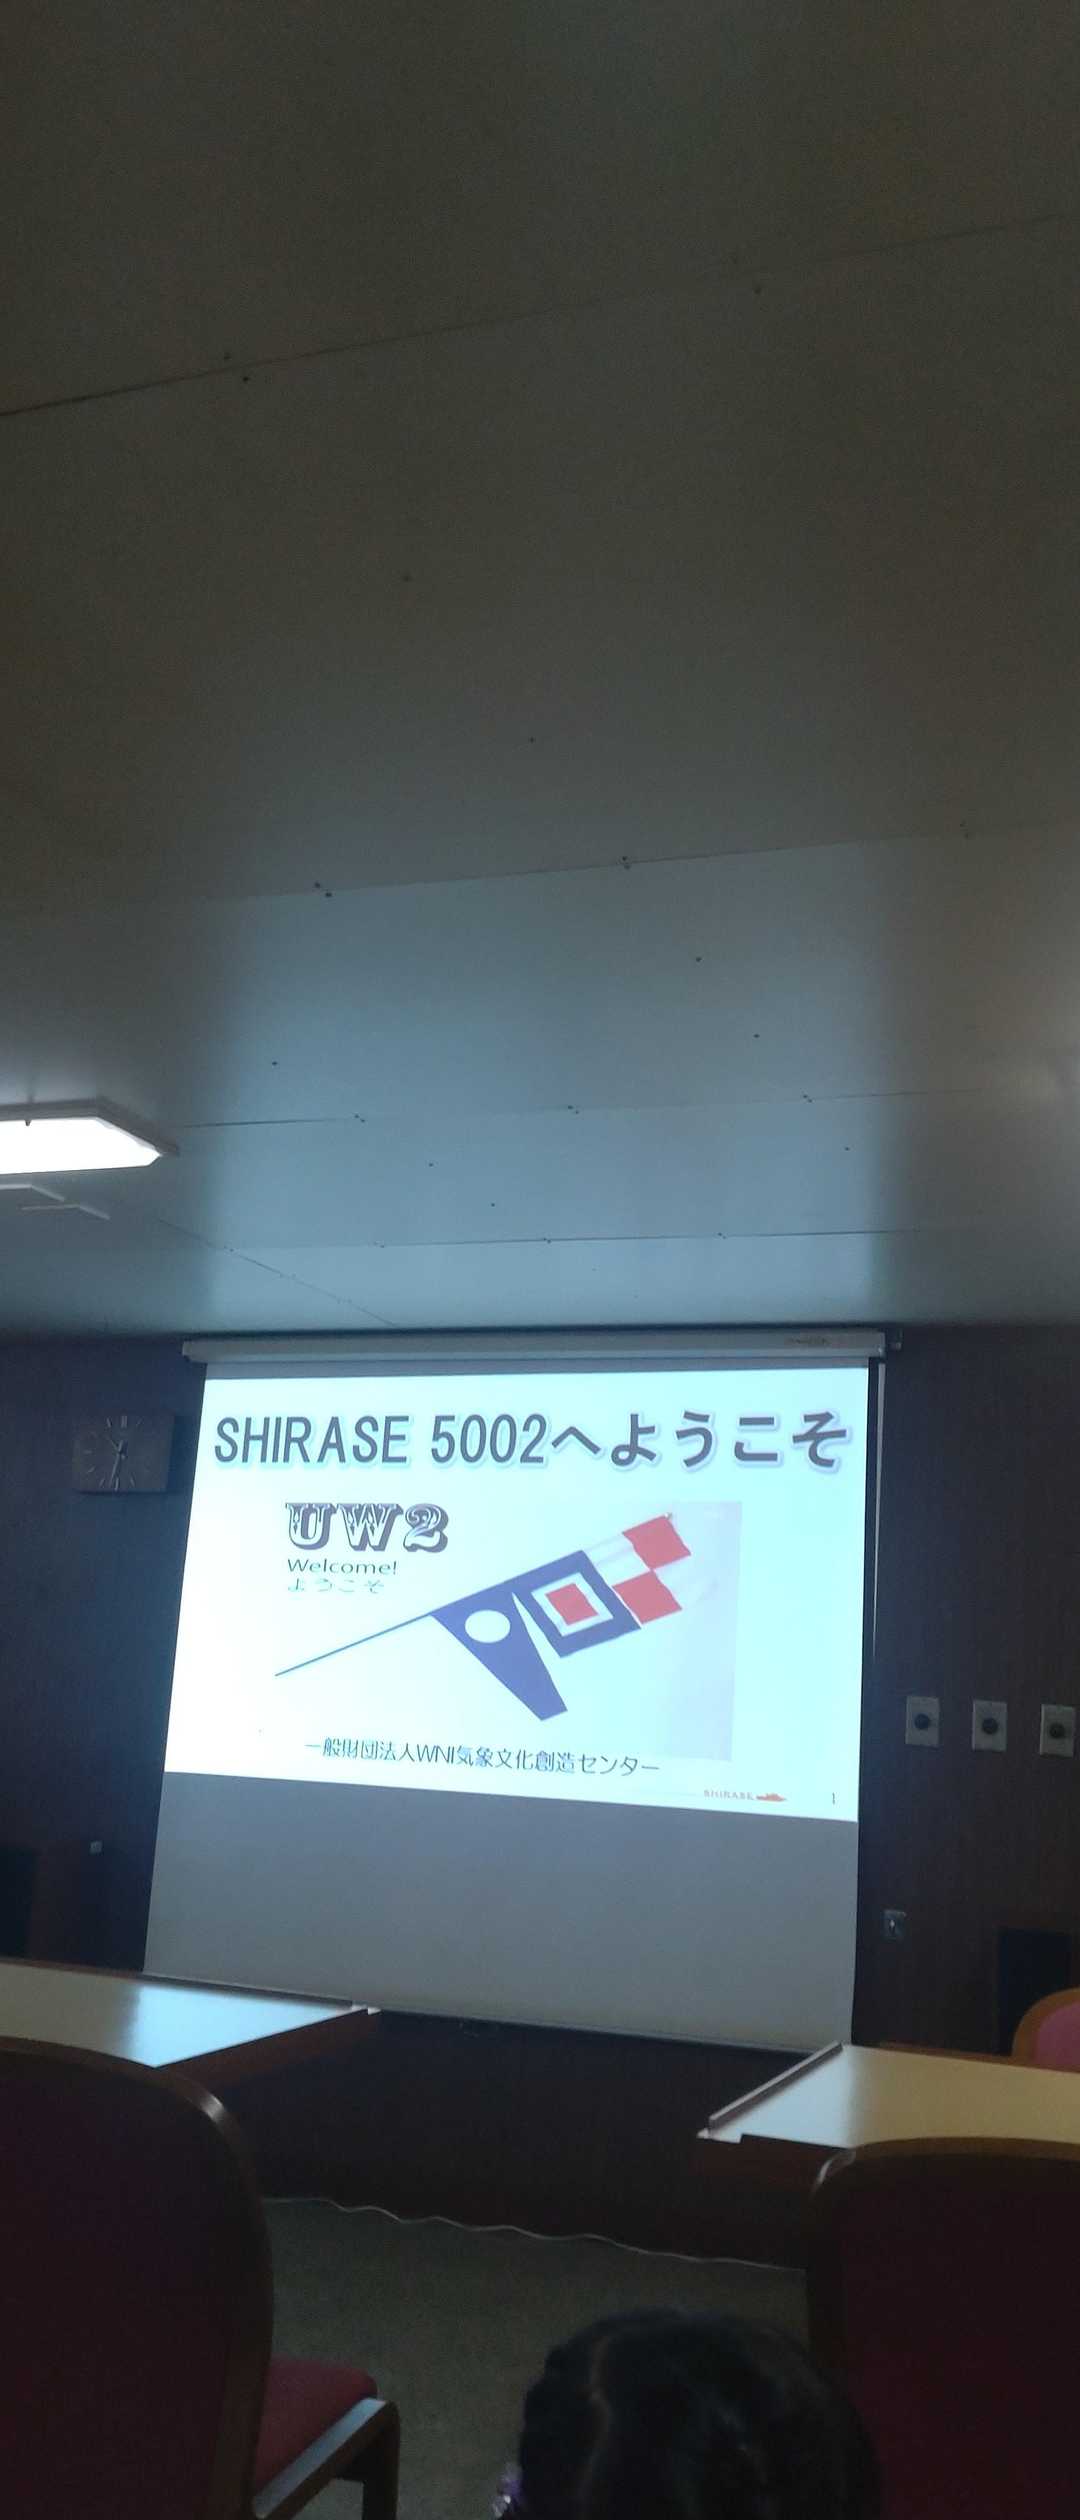 SHIRASE 5002へようこそ
UW2
Welcome!
ようこそ
一般財団法人WNI気象文化創造センター
SHIRASE
1